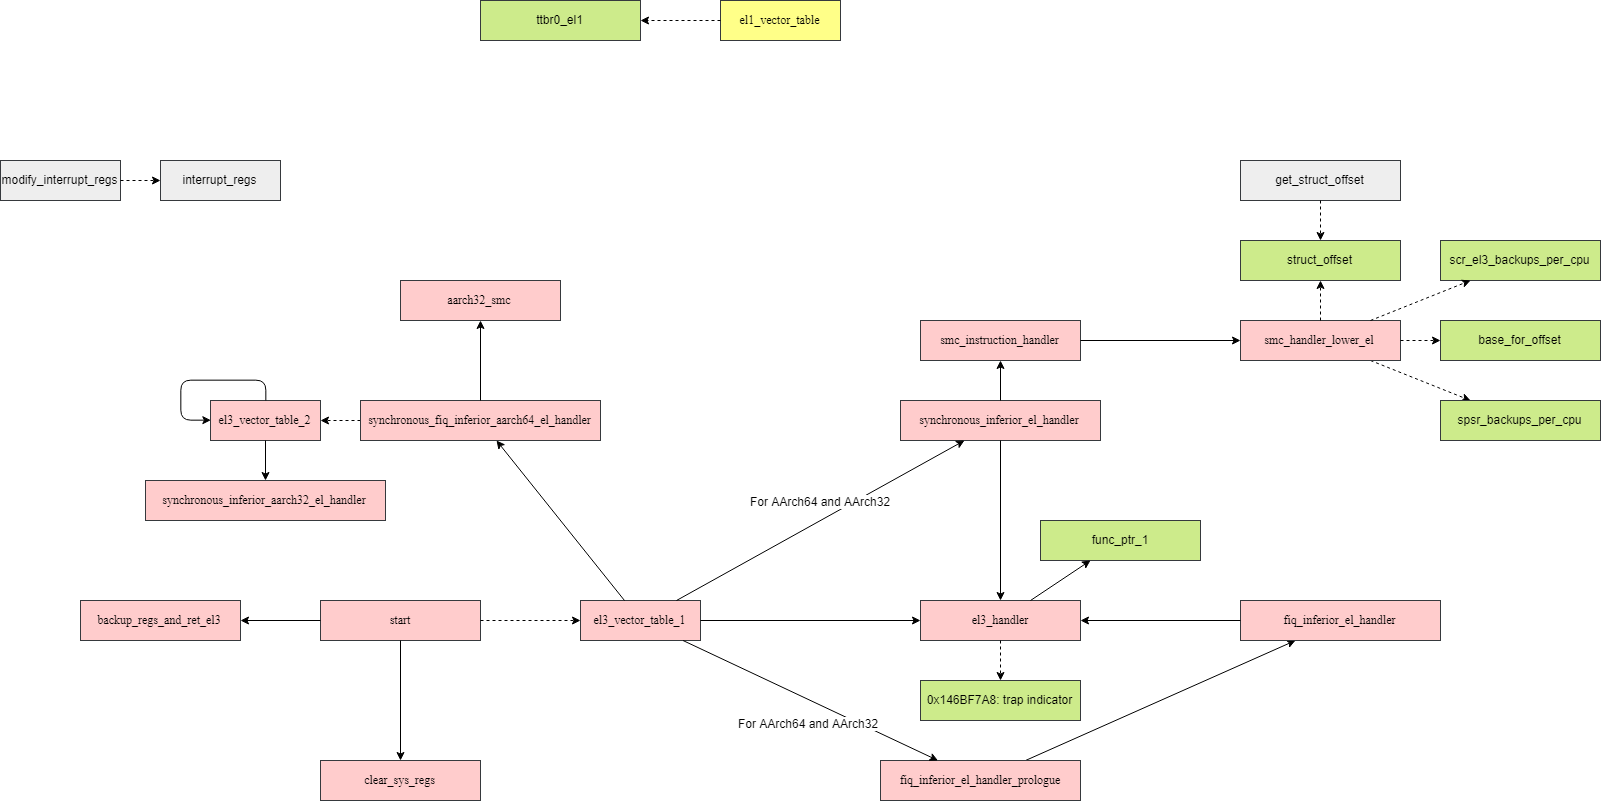 ttbr0_el1
el1_vector_table
modify_interrupt_regs
interrupt_regs
get_struct_offset
struct_offset
scr_el3_backups_per_cpu
aarch32_smc
smc_instruction_handler
smc_handler_lower_el
base_for_offset
el3_vector_table_2
synchronous_fiq_inferior_aarch64_el_handler
synchronous_inferior_el_handler
spsr_backups_per_cpu
synchronous_inferior_aarch32_el_handler
For AArch64 and AArch32
func_ptr_1
backup_regs_and_ret_el3
start
el3_vector_table_1
el3_handler
fiq_inferior_el_handler
0x146BF7A8: trap indicator
For AArch64 and AArch32
clear_sys_regs
fiq_inferior_el_handler_prologue